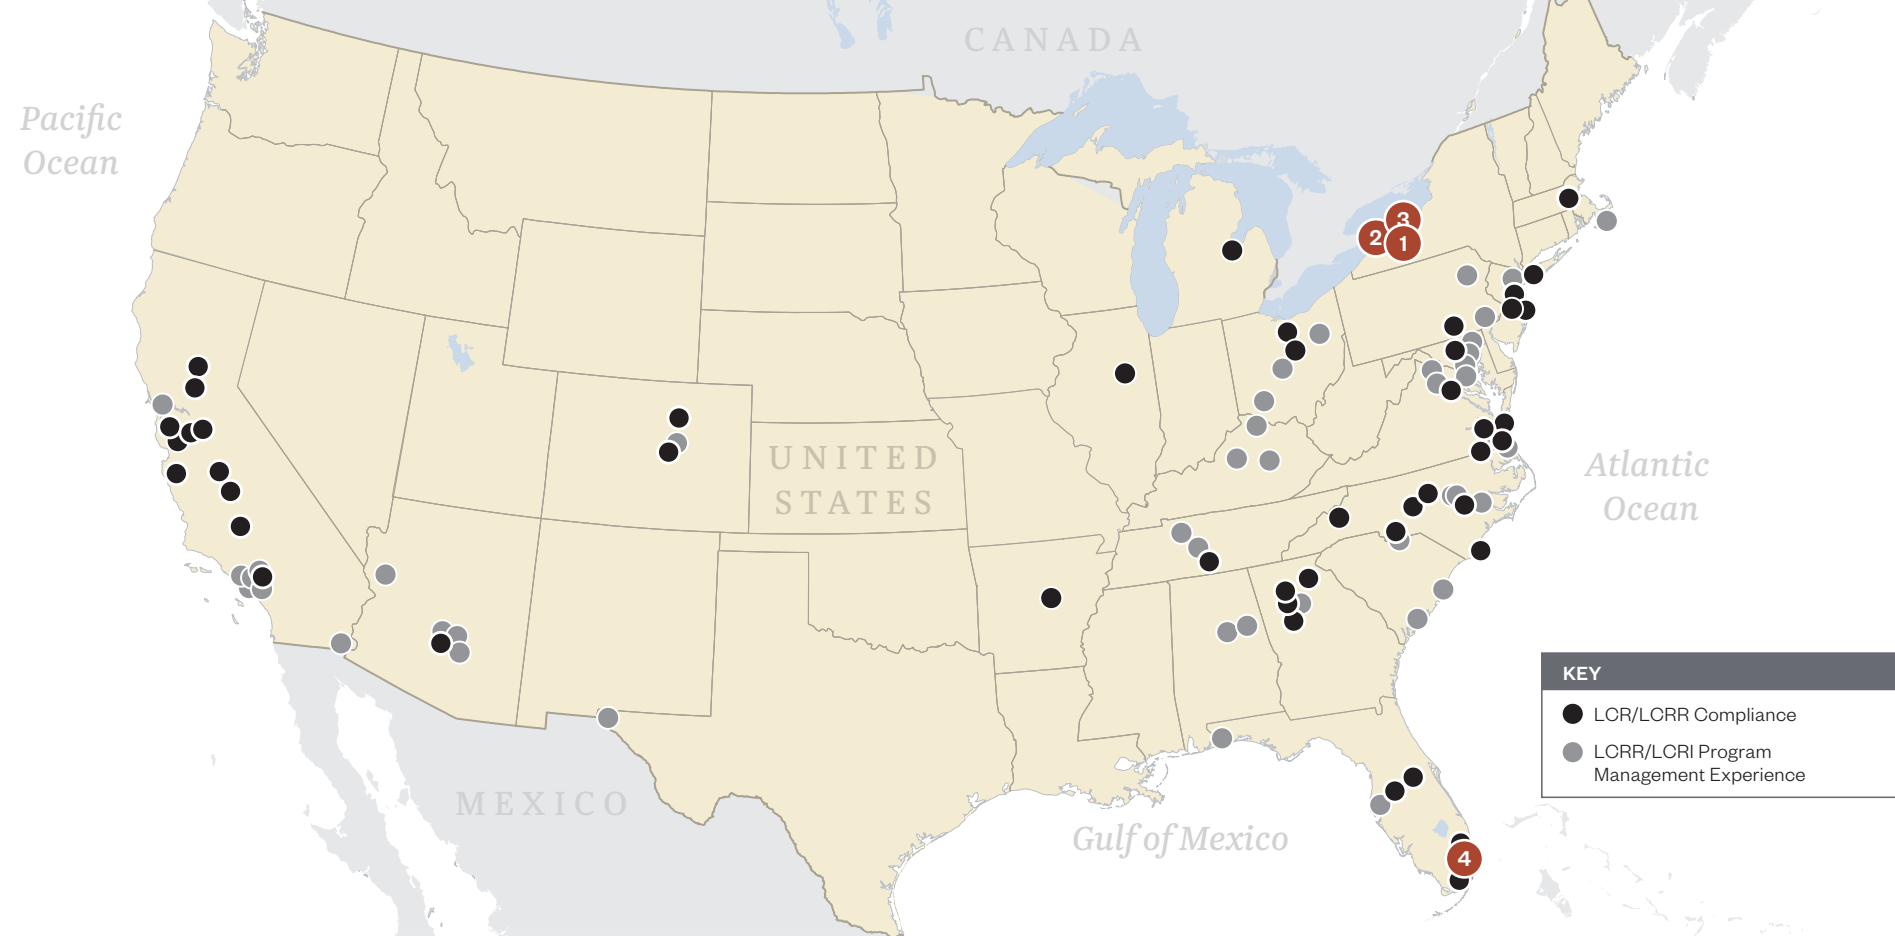 CANADA
Pacific
Ocean
3
2
1
UNITED
STATES
Atlantic
Ocean
KEY
LCR/LCRR Compliance
LCRR/LCRI Program
Management Experience
MEXICO
Gulf of Mexico
4